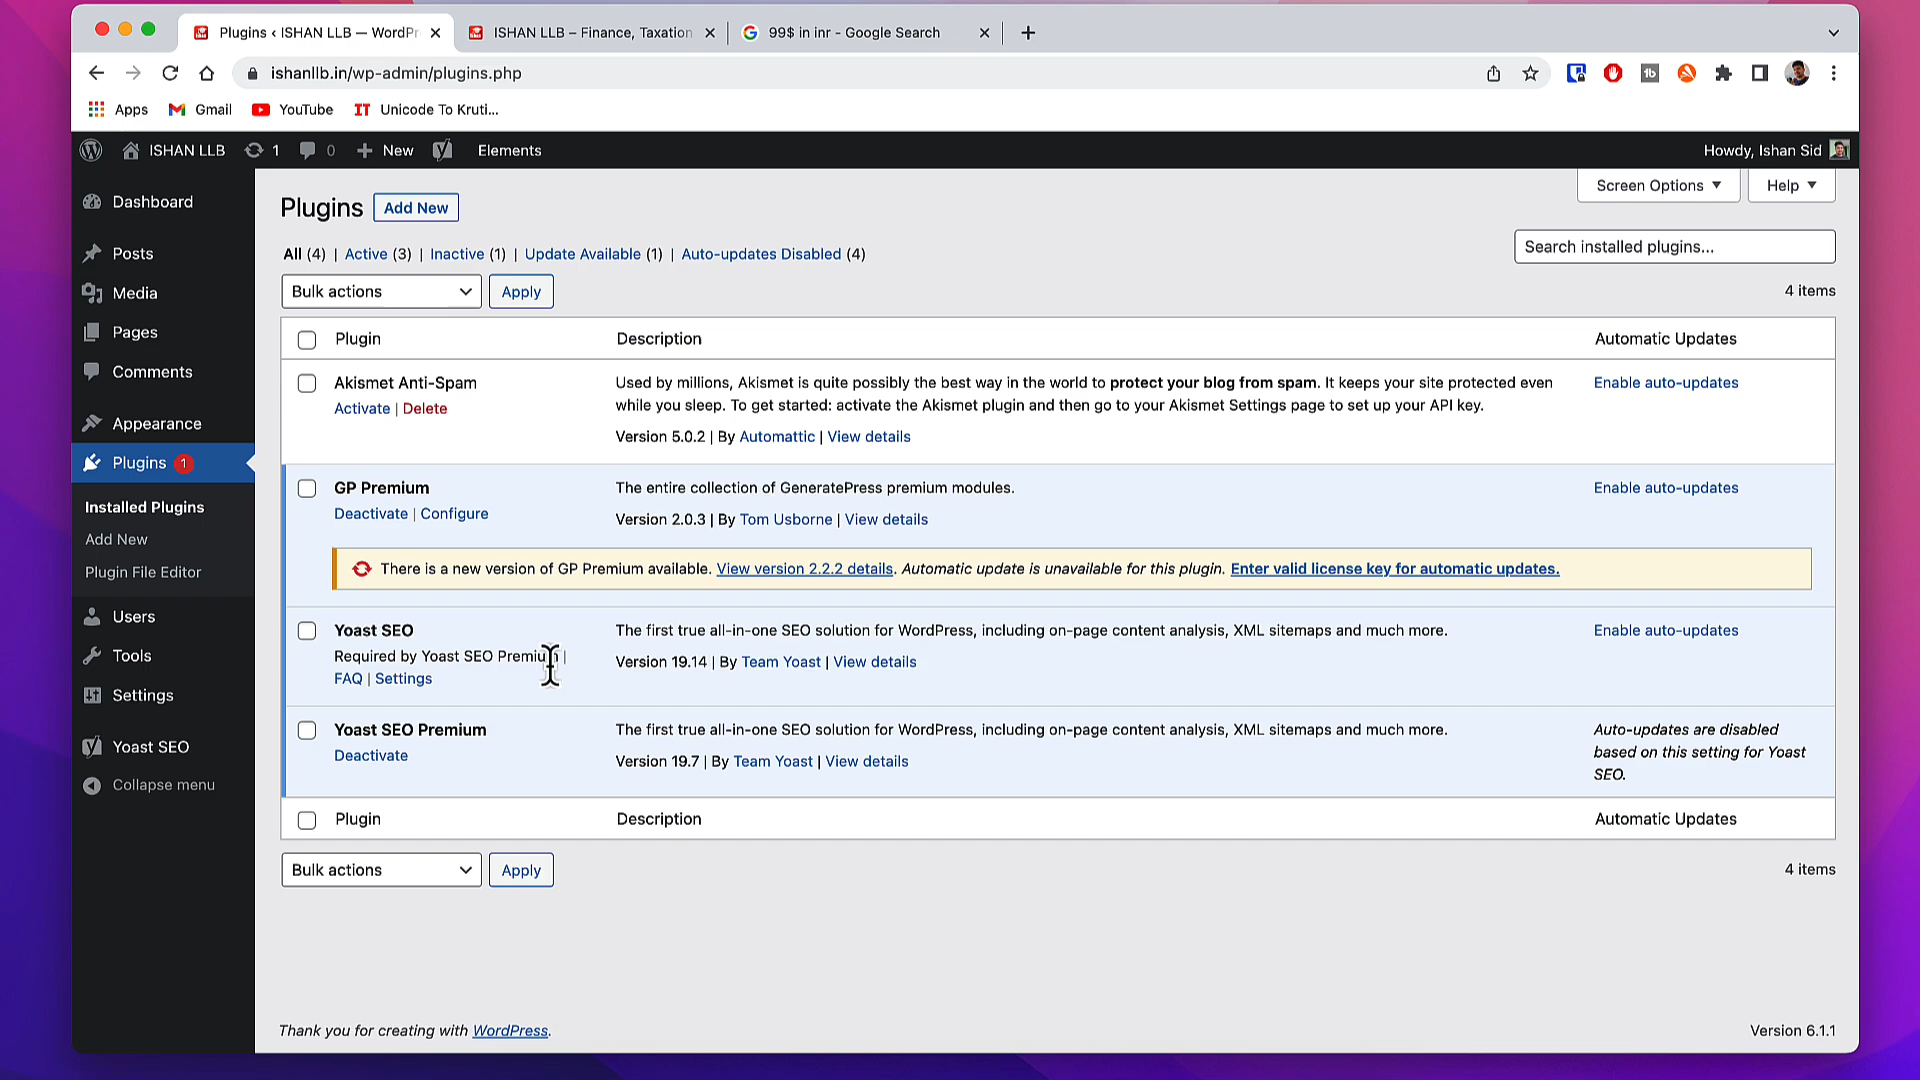 Plugins ‹ ISHAN LLB — WordPr
ISHAN LLB – Finance, Taxation
99$ in inr - Google Search
ishanllb.in/wp-admin/plugins.php
Apps
Gmail
YouTube
IT Unicode To Kruti...
ISHAN LLB
1
0
New
Elements
Howdy, Ishan Sid
Dashboard
Posts
Media
Pages
Comments
Appearance
Plugins 1
Installed Plugins
Add New
Plugin File Editor
Users
Tools
Settings
Yoast SEO
Collapse menu
Screen Options
Help
Plugins Add New
All (4) | Active (3) | Inactive (1) | Update Available (1) | Auto-updates Disabled (4)
Search installed plugins...
Bulk actions Apply
4 items
Plugin Description Automatic Updates
Akismet Anti-Spam
Activate | Delete
Used by millions, Akismet is quite possibly the best way in the world to protect your blog from spam. It keeps your site protected even
while you sleep. To get started: activate the Akismet plugin and then go to your Akismet Settings page to set up your API key.
Version 5.0.2 | By Automattic | View details
Enable auto-updates
GP Premium
Deactivate | Configure
The entire collection of GeneratePress premium modules.
Version 2.0.3 | By Tom Usborne | View details
Enable auto-updates
There is a new version of GP Premium available. View version 2.2.2 details. Automatic update is unavailable for this plugin. Enter valid license key for automatic updates.
Yoast SEO
Required by Yoast SEO Premium |
FAQ | Settings
The first true all-in-one SEO solution for WordPress, including on-page content analysis, XML sitemaps and much more.
Version 19.14 | By Team Yoast | View details
Enable auto-updates
Yoast SEO Premium
Deactivate
The first true all-in-one SEO solution for WordPress, including on-page content analysis, XML sitemaps and much more.
Version 19.7 | By Team Yoast | View details
Auto-updates are disabled
based on this setting for Yoast
SEO.
Plugin Description Automatic Updates
Bulk actions Apply
4 items
Thank you for creating with WordPress.
Version 6.1.1